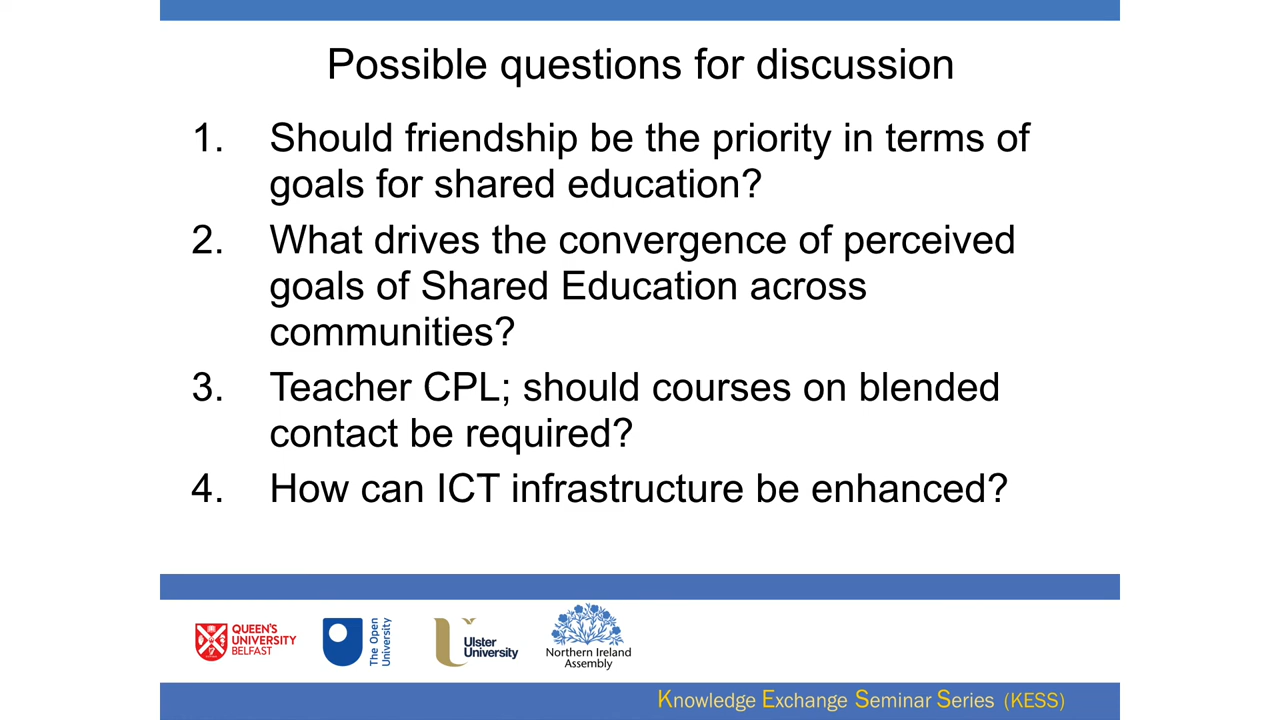 Possible questions for discussion
1. Should friendship be the priority in terms of
goals for shared education?
2. What drives the convergence of perceived
goals of Shared Education across
communities?
3. Teacher CPL; should courses on blended
contact be required?
4. How can ICT infrastructure be enhanced?
QUEEN'S
UNIVERSITY
BELFAST
The Open
University
Ulster
University
Northern Ireland
Assembly
Knowledge Exchange Seminar Series (KESS)